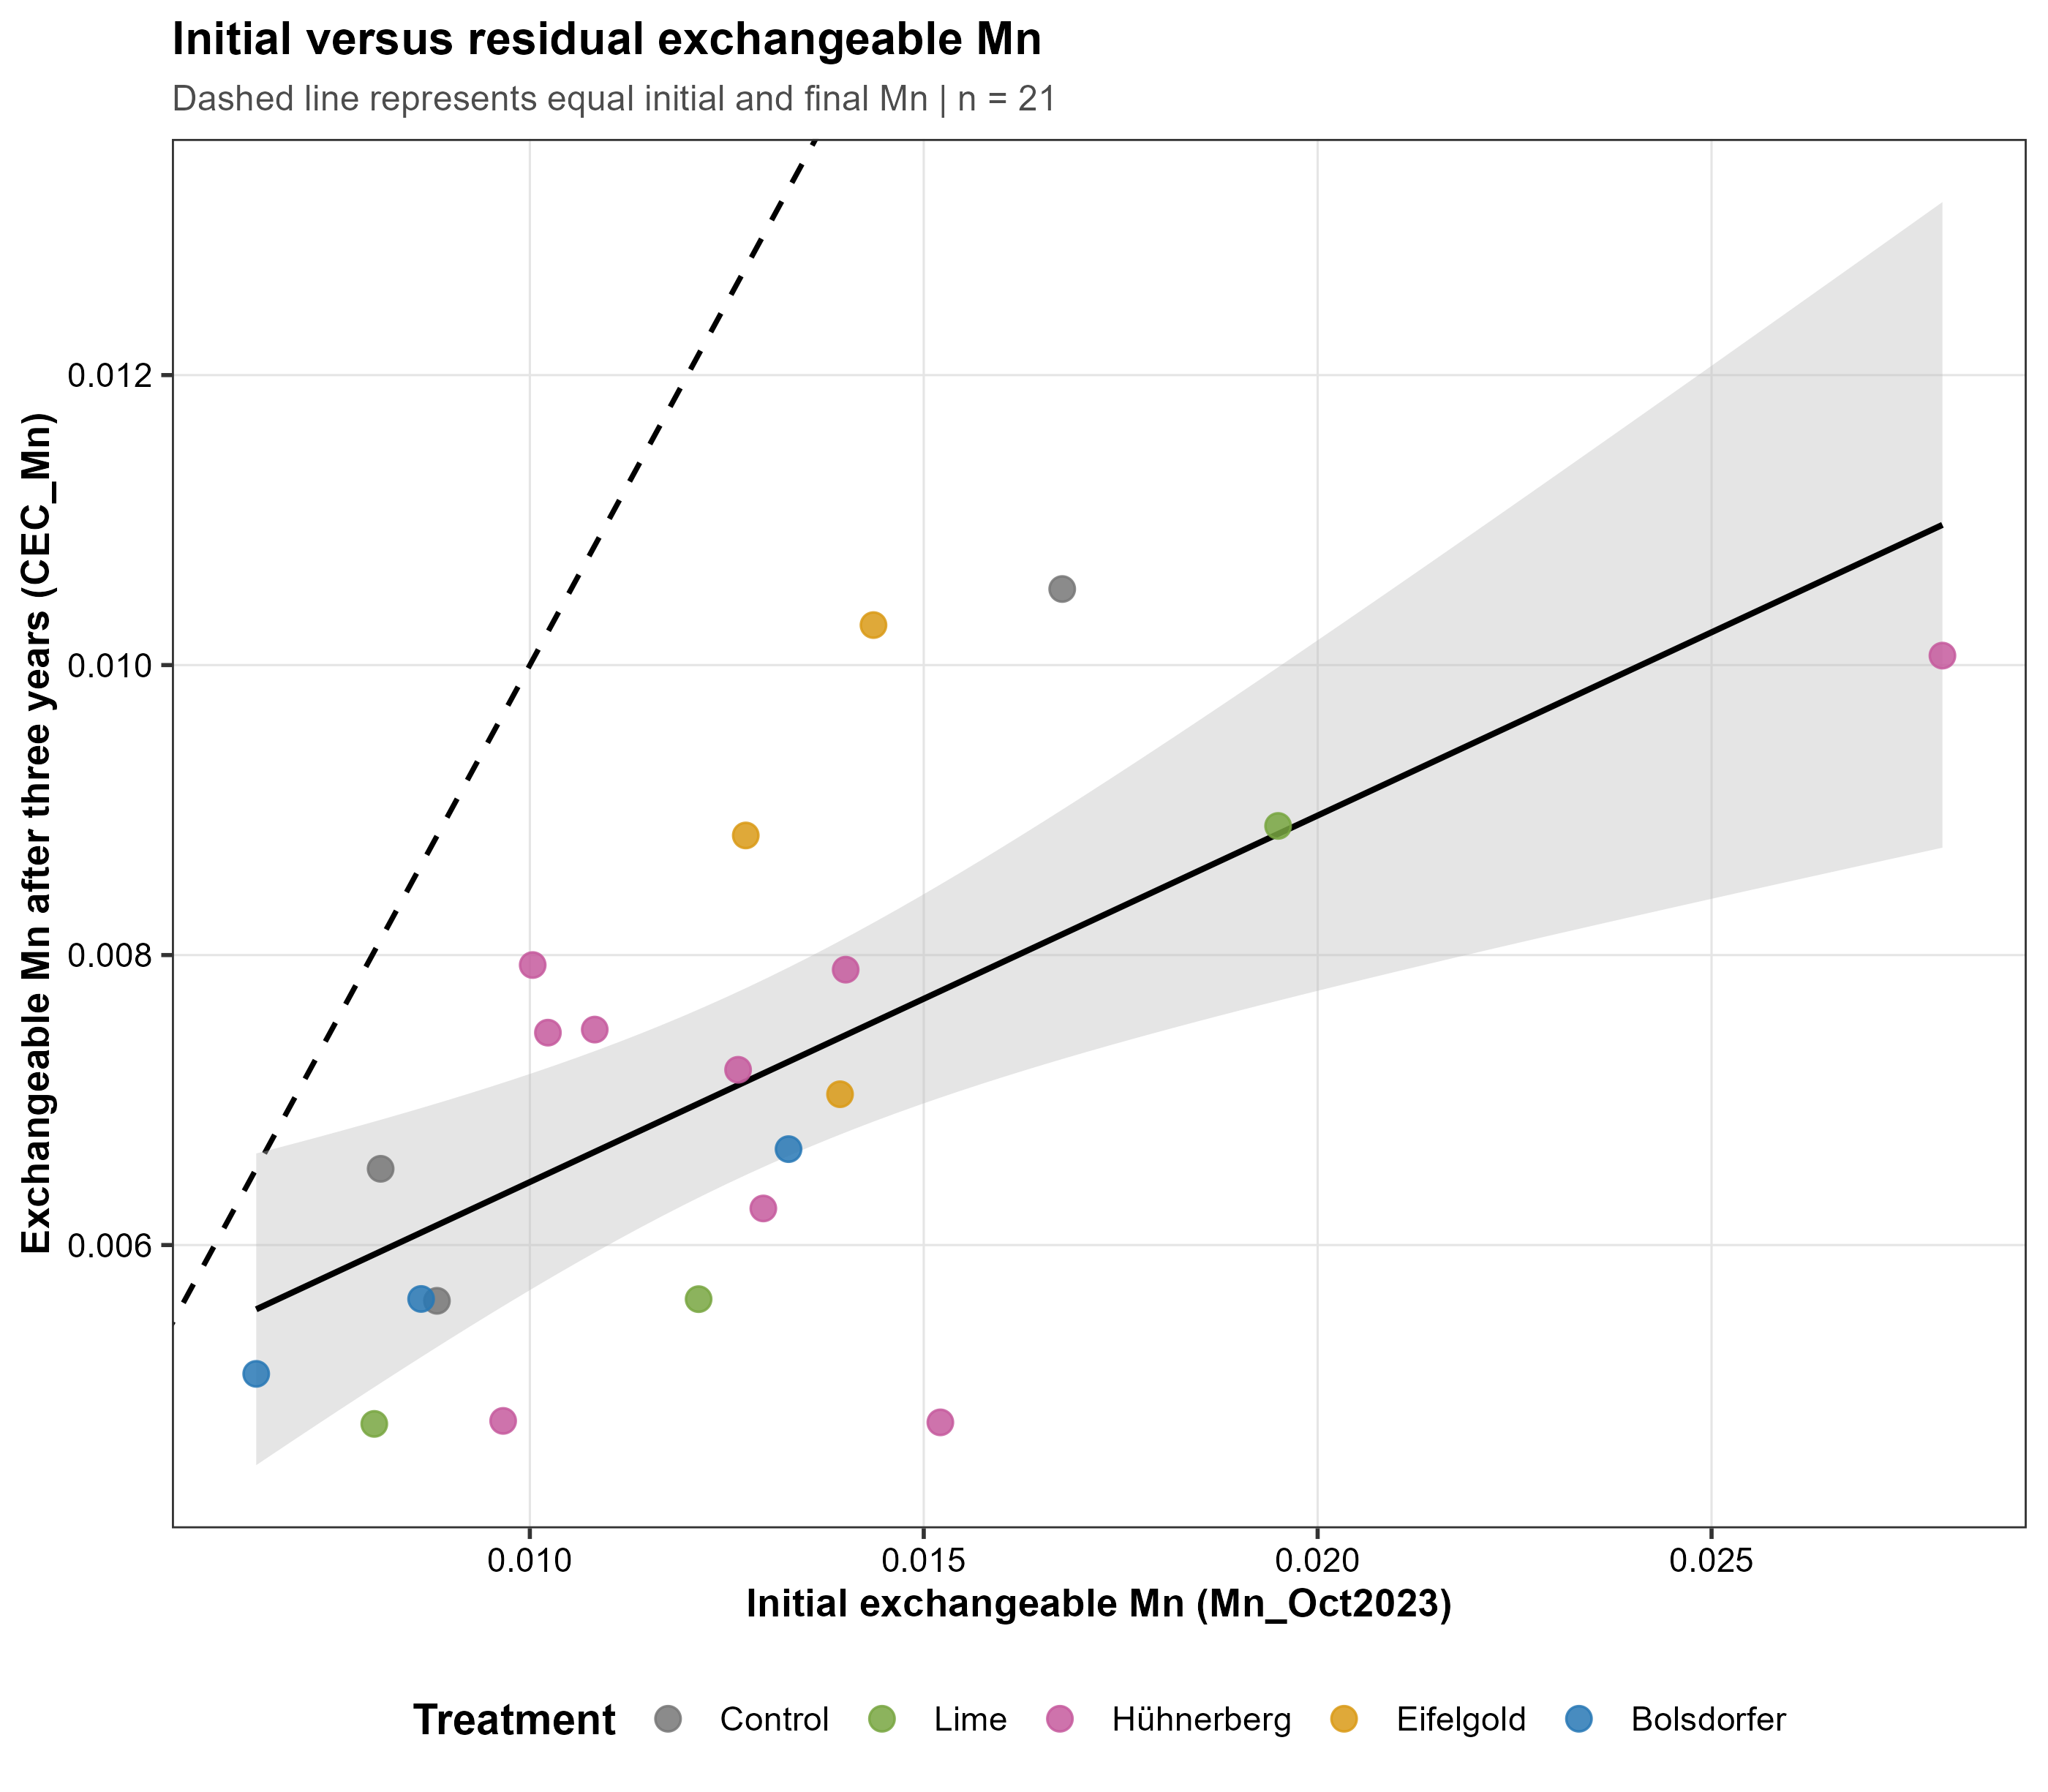 Initial versus residual exchangeable Mn
Dashed line represents equal initial and final Mn | n = 21
Exchangeable Mn after three years (CEC_Mn)
0.012
0.010
0.008
0.006
0.010 0.015 0.020 0.025
Initial exchangeable Mn (Mn_Oct2023)
Treatment Control Lime Hühnerberg Eifelgold Bolsdorfer